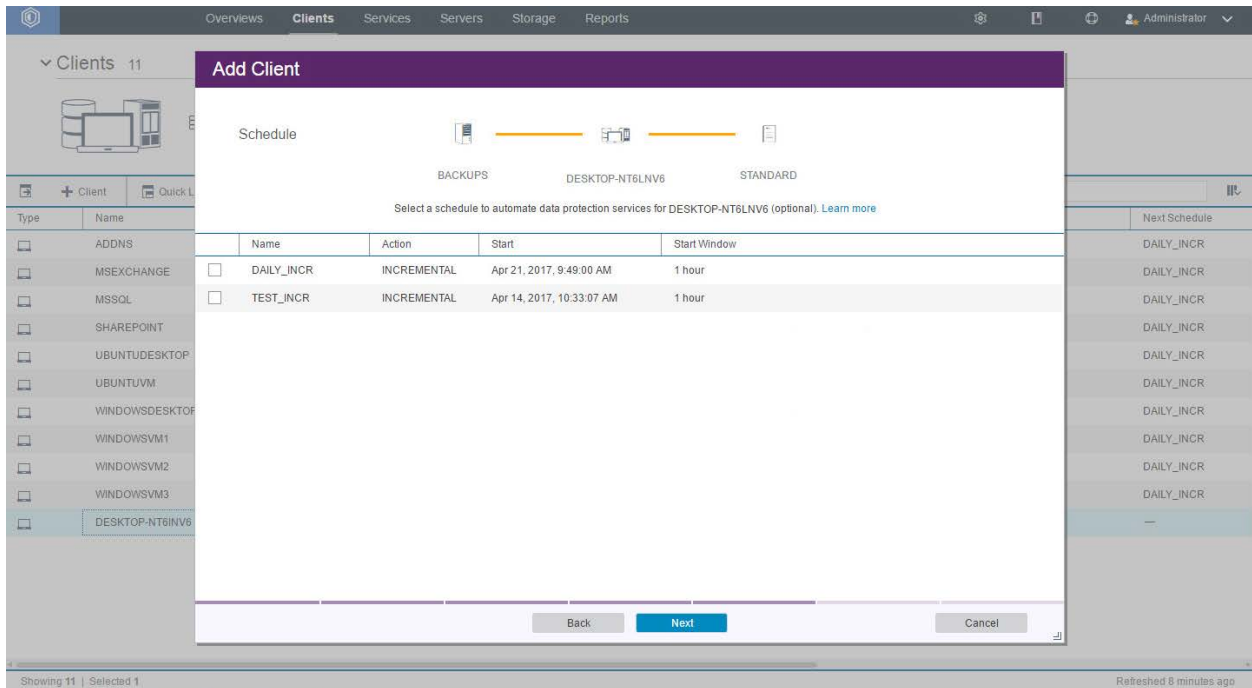 Overviews Clients Services Servers Storage Reports Administrator
Clients 11
Add Client
Schedule
BACKUPS DESKTOP-NT6LNV6 STANDARD
Select a schedule to automate data protection services for DESKTOP-NT6LNV6 (optional). Learn more
Client Quick L
Type Name Next Schedule
Name Action Start Start Window
ADDNS DAILY_INCR
DAILY_INCR INCREMENTAL Apr 21, 2017, 9:49:00 AM 1 hour
MSEXCHANGE DAILY_INCR
TEST_INCR INCREMENTAL Apr 14, 2017, 10:33:07 AM 1 hour
MSSQL DAILY_INCR
SHAREPOINT DAILY_INCR
UBUNTUDESKTOP DAILY_INCR
UBUNTUVM DAILY_INCR
WINDOWSDESKTOP DAILY_INCR
WINDOWSVM1 DAILY_INCR
WINDOWSVM2 DAILY_INCR
WINDOWSVM3 DAILY_INCR
DESKTOP-NT6INV6 —
Back Next Cancel
Showing 11 | Selected 1 Refreshed 8 minutes ago